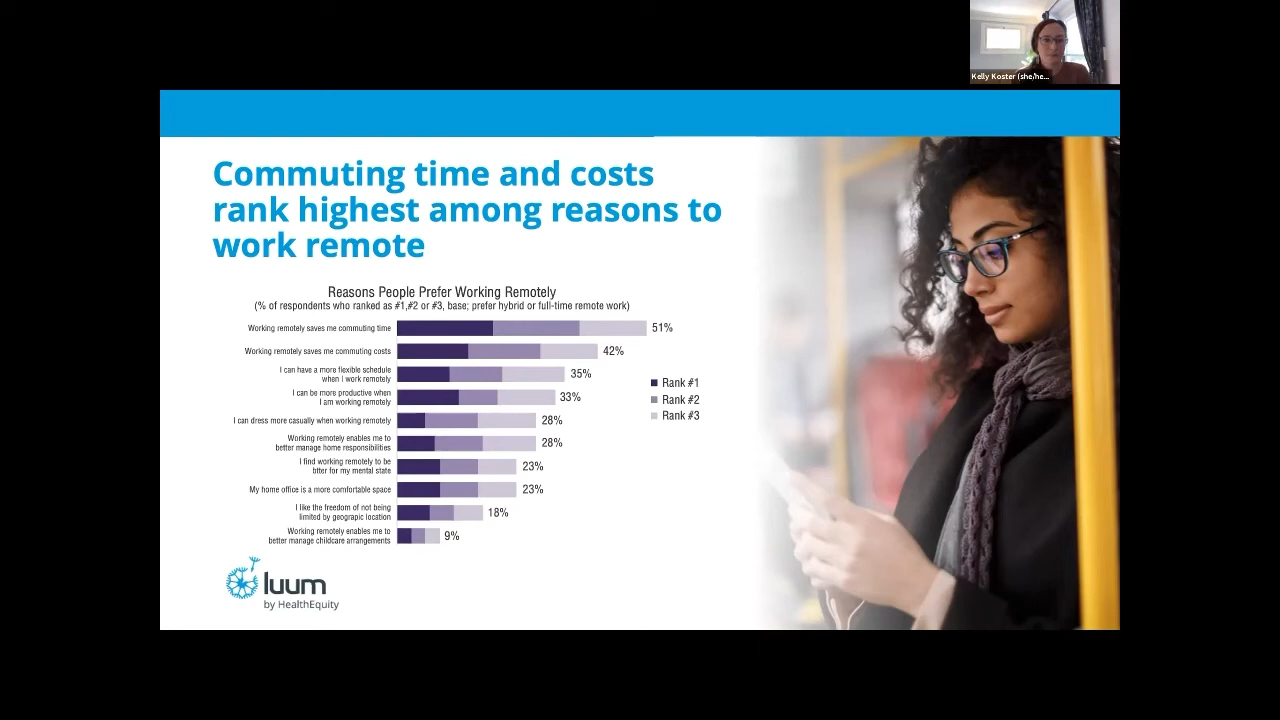 Kelly Koster (she/he...
Commuting time and costs
rank highest among reasons to
work remote
Reasons People Prefer Working Remotely
(% of respondents who ranked as #1,#2 or #3, base; prefer hybrid or full-time remote work)
Working remotely saves me commuting time
51%
Working remotely saves me commuting costs
42%
I can have a more flexible schedule
when I work remotely
35%
I can be more productive when
I am working remotely
33%
I can dress more casually when working remotely
28%
Working remotely enables me to
better manage home responsibilities
28%
I find working remotely to be
btter for my mental state
23%
My home office is a more comfortable space
23%
I like the freedom of not being
limited by geograpic location
18%
Working remotely enables me to
better manage childcare arrangements
9%
Rank #1
Rank #2
Rank #3
luum
by HealthEquity